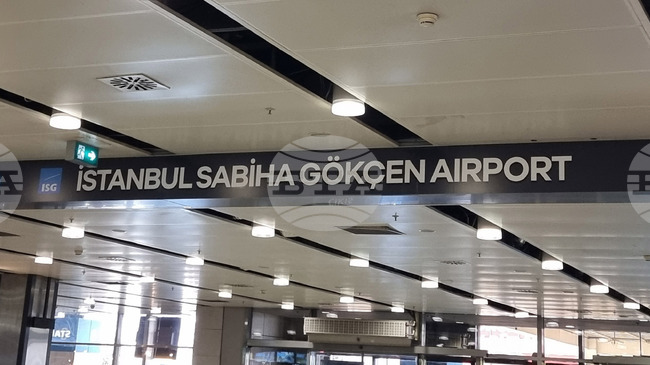 İSTANBUL SABİHA GÖKÇEN AIRPORT
ISG